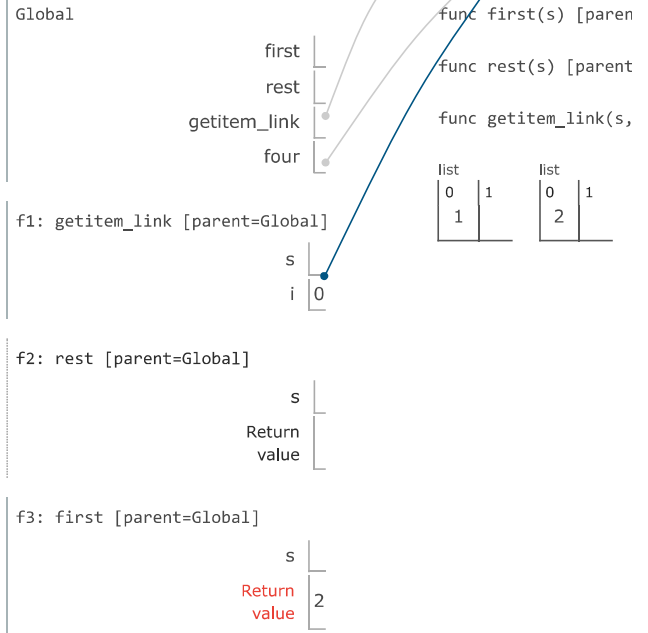 Global
first
rest
getitem_link
four
func first(s) [paren
func rest(s) [parent
func getitem_link(s,
list
0 1
1
list
0 1
2
f1: getitem_link [parent=Global]
s
i 0
f2: rest [parent=Global]
s
Return
value
f3: first [parent=Global]
s
Return
value 2